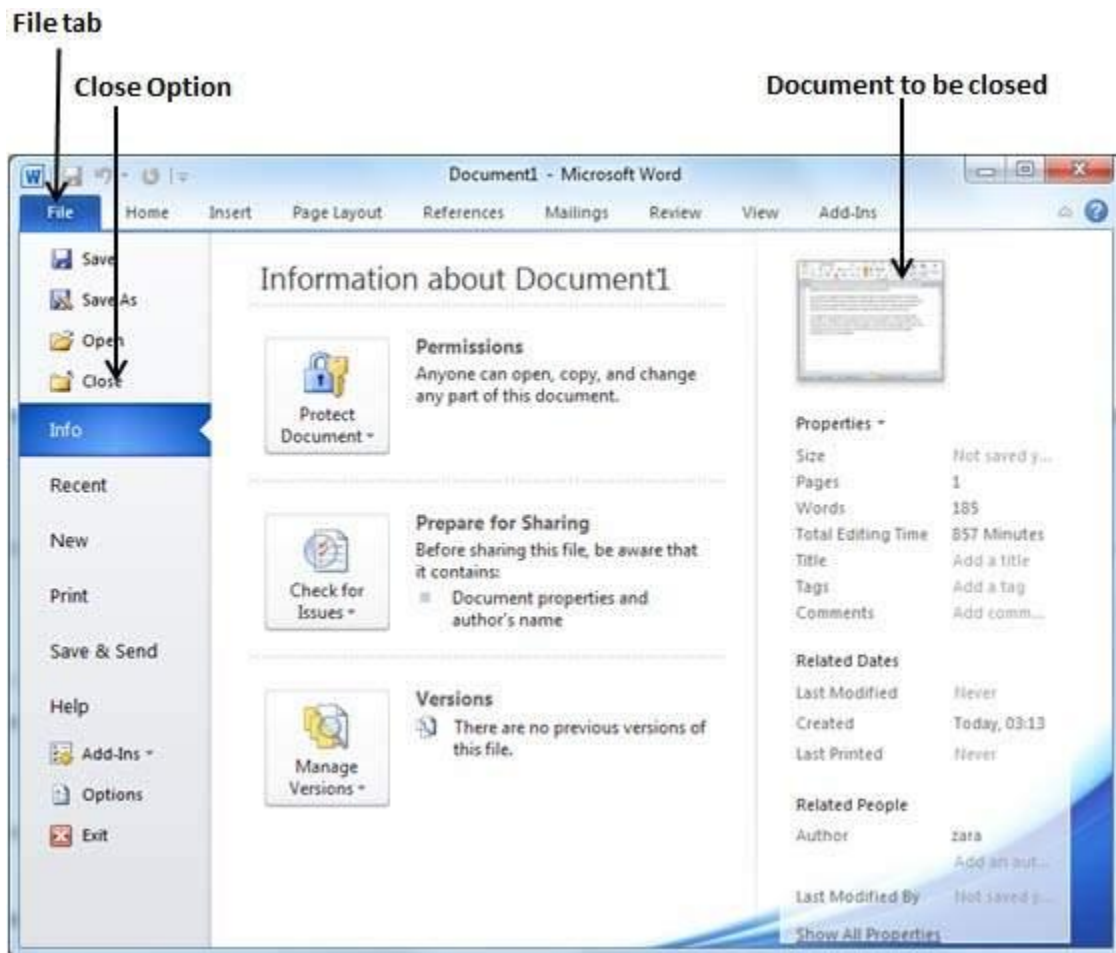 File tab
Close Option
Document to be closed
Document1 - Microsoft Word
File Home Insert Page Layout References Mailings Review View Add-Ins
Save
Save As
Open
Close
Info
Recent
New
Print
Save & Send
Help
Add-Ins
Options
Exit
Information about Document1
Protect
Document
Permissions
Anyone can open, copy, and change
any part of this document.
Check for
Issues
Prepare for Sharing
Before sharing this file, be aware that
it contains:
Document properties and
author's name
Manage
Versions
Versions
There are no previous versions of
this file.
Properties
Size Not saved y...
Pages 1
Words 185
Total Editing Time 857 Minutes
Title Add a title
Tags Add a tag
Comments Add comm...
Related Dates
Last Modified Never
Created Today, 03:13
Last Printed Never
Related People
Author zara
Add an aut...
Last Modified By Not saved y...
Show All Properties